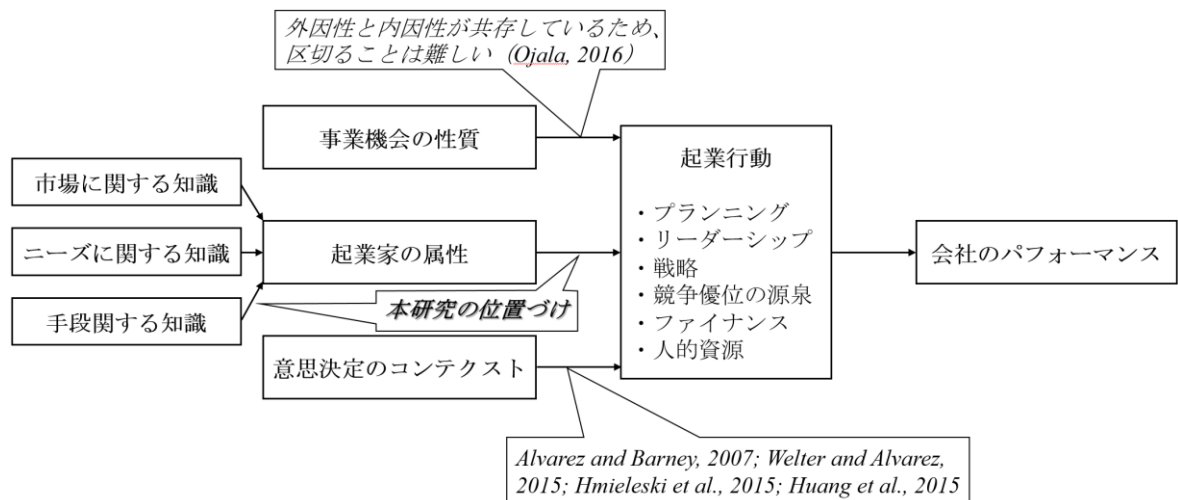 外因性と内因性が共存しているため、
区切ることは難しい（Ojala, 2016）
事業機会の性質
市場に関する知識
ニーズに関する知識
手段関する知識
起業家の属性
本研究の位置づけ
意思決定のコンテクスト
起業行動
・プランニング
・リーダーシップ
・戦略
・競争優位の源泉
・ファイナンス
・人的資源
会社のパフォーマンス
Alvarez and Barney, 2007; Welter and Alvarez,
2015; Hmieleski et al., 2015; Huang et al., 2015